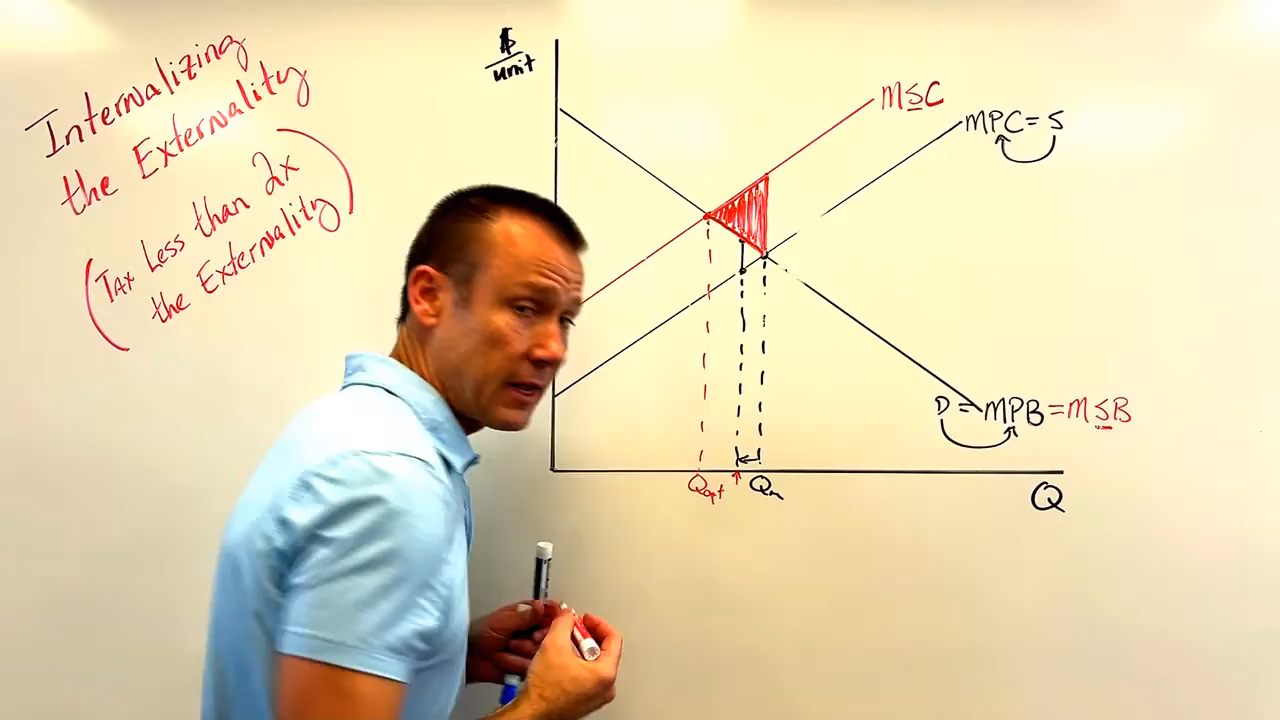 Internalizing
the Externality
(Tax Less than 2x
the Externality)
$/unit
MSC
MPC = S
D = MPB = MSB
Qopt
Qm
Q